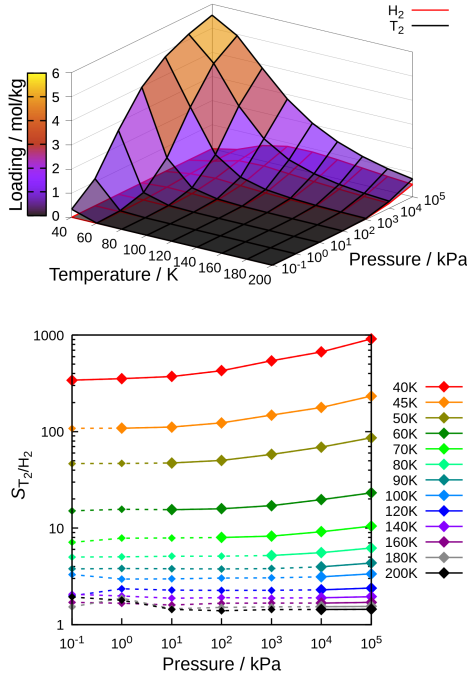 H2
T2
Loading / mol/kg
6
5
4
3
2
1
0
40
60
80
100
120
140
160
180
200
Temperature / K
10-1
100
101
102
103
104
105
Pressure / kPa
1000
100
10
1
ST2/H2
10-1 100 101 102 103 104 105
Pressure / kPa
40K
45K
50K
60K
70K
80K
90K
100K
120K
140K
160K
180K
200K